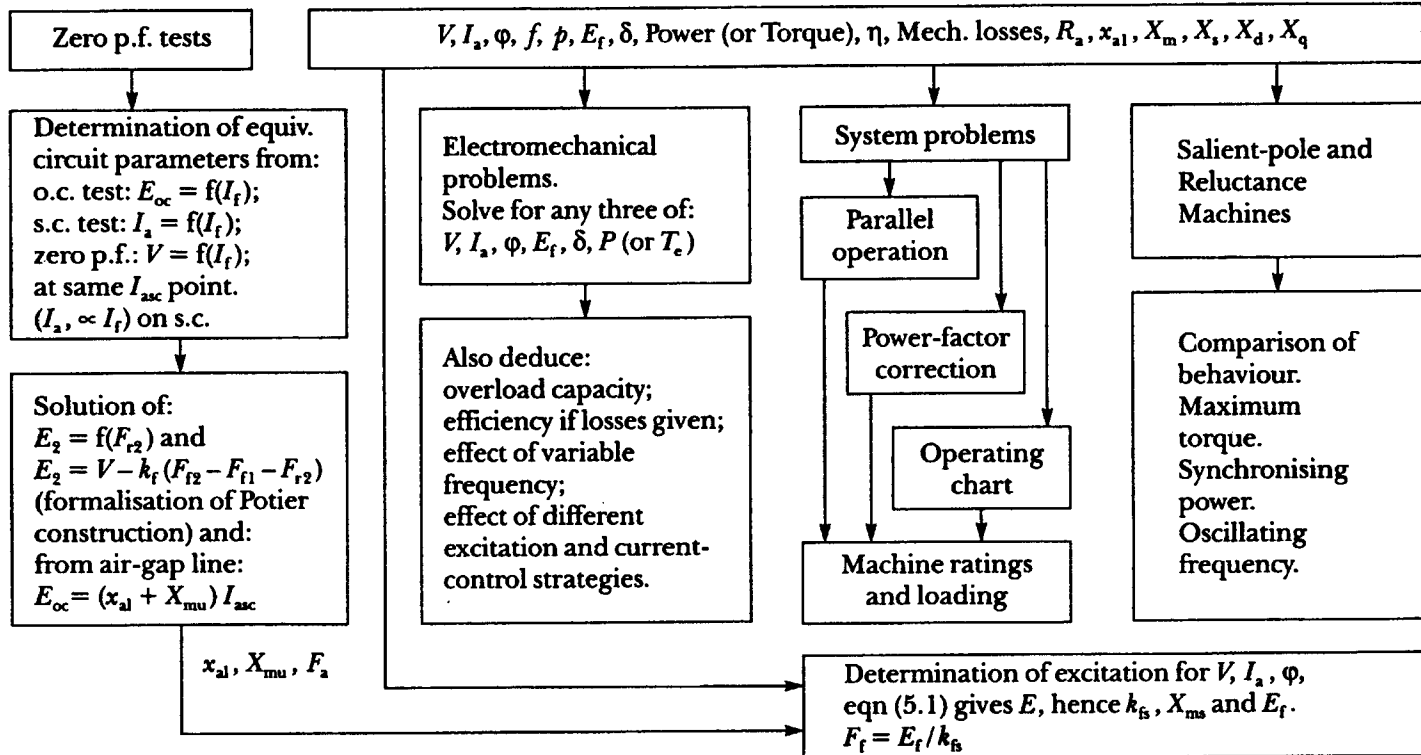 Zero p.f. tests
V, Iₐ, φ, f, p, E_f, δ, Power (or Torque), η, Mech. losses, Rₐ, x_al, X_m, X_s, X_d, X_q
Determination of equiv.
circuit parameters from:
o.c. test: E_oc = f(I_f);
s.c. test: Iₐ = f(I_f);
zero p.f.: V = f(I_f);
at same I_asc point.
(Iₐ, ∝ I_f) on s.c.
Solution of:
E₂ = f(F_r2) and
E₂ = V − k_f (F_f2 − F_f1 − F_r2)
(formalisation of Potier
construction) and:
from air-gap line:
E_oc = (x_al + X_mu) I_asc
x_al, X_mu, Fₐ
Electromechanical
problems.
Solve for any three of:
V, Iₐ, φ, E_f, δ, P (or T_e)
Also deduce:
overload capacity;
efficiency if losses given;
effect of variable
frequency;
effect of different
excitation and current-
control strategies.
System problems
Parallel
operation
Power-factor
correction
Operating
chart
Machine ratings
and loading
Salient-pole and
Reluctance
Machines
Comparison of
behaviour.
Maximum
torque.
Synchronising
power.
Oscillating
frequency.
Determination of excitation for V, Iₐ, φ,
eqn (5.1) gives E, hence k_fs, X_ms and E_f.
F_f = E_f/k_fs